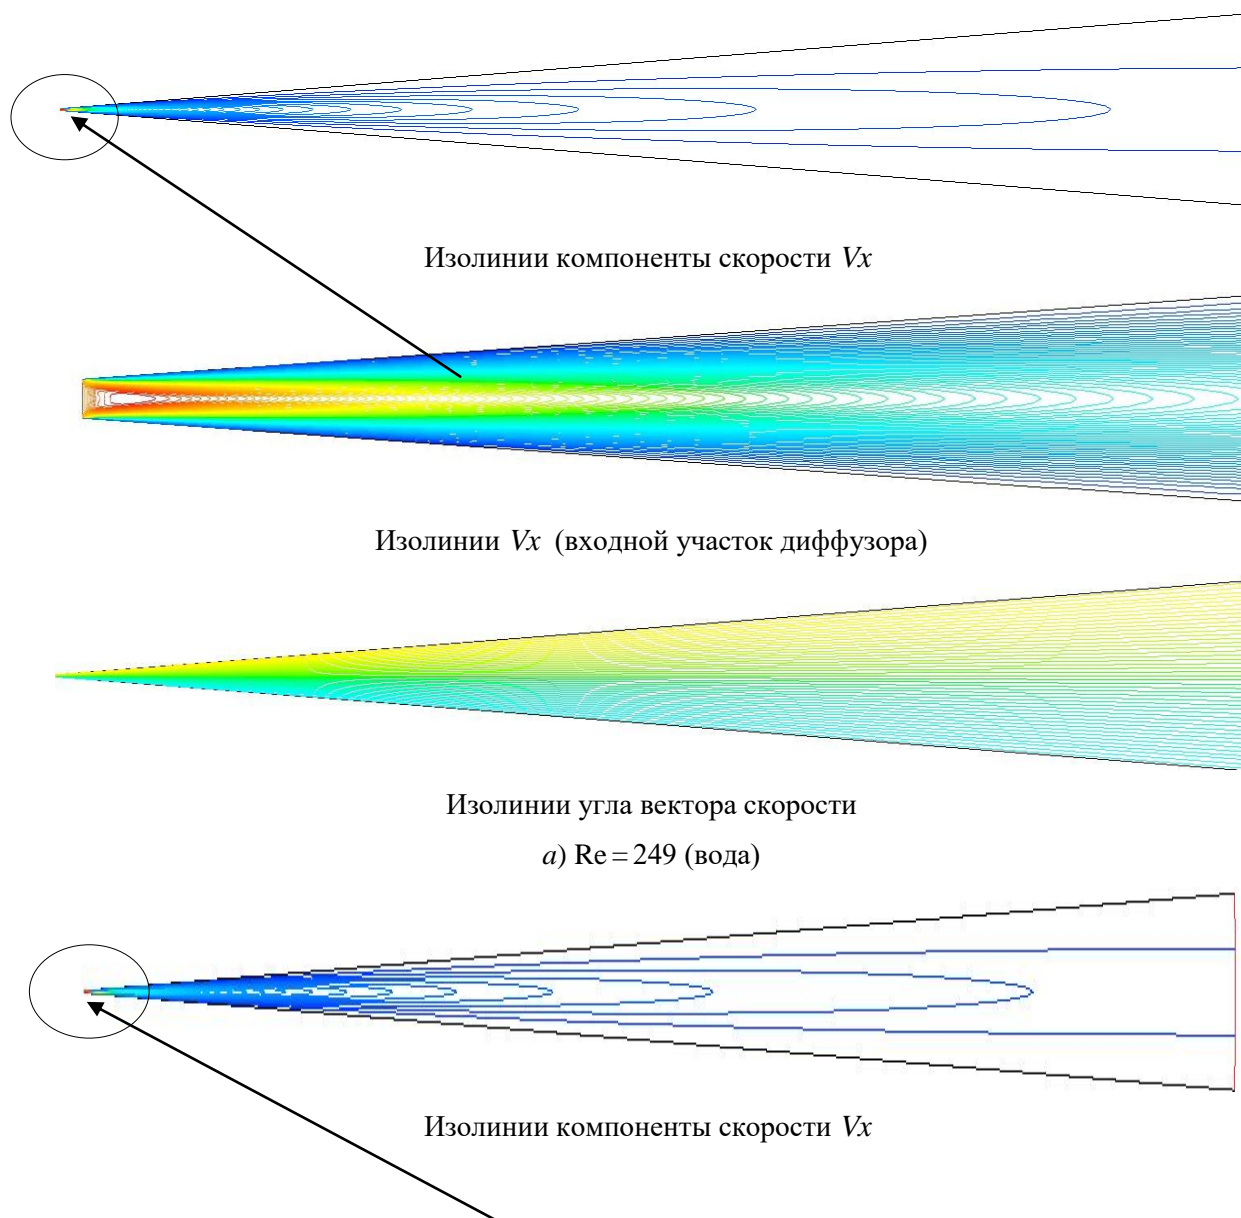 Изолинии компоненты скорости Vx
Изолинии Vx (входной участок диффузора)
Изолинии угла вектора скорости
а) Re = 249 (вода)
Изолинии компоненты скорости Vx